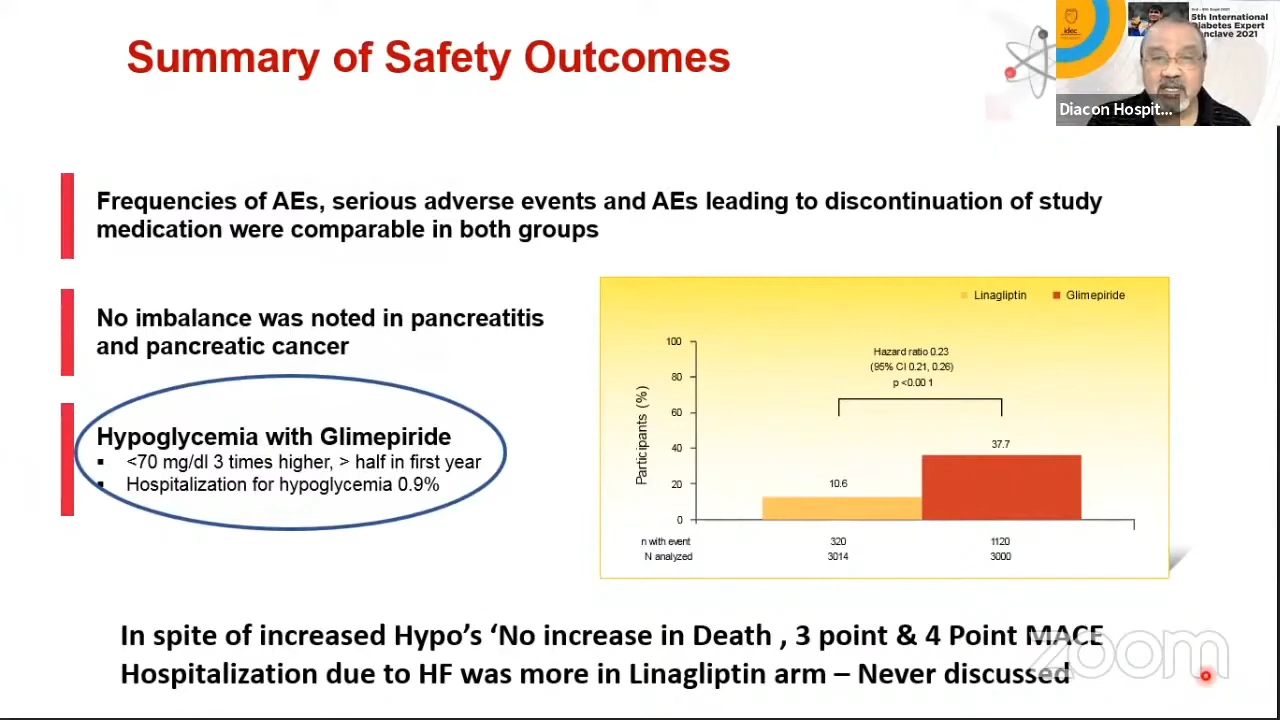 Summary of Safety Outcomes
idec
5th International
Diabetes Expert
nclave 2021
Diacon Hospit...
Frequencies of AEs, serious adverse events and AEs leading to discontinuation of study
medication were comparable in both groups
No imbalance was noted in pancreatitis
and pancreatic cancer
Hypoglycemia with Glimepiride
▪ <70 mg/dl 3 times higher, > half in first year
▪ Hospitalization for hypoglycemia 0.9%
Linagliptin Glimepiride
Hazard ratio 0.23
(95% CI 0.21, 0.26)
p <0.00 1
Participants (%)
100
80
60
40
20
0
10.6
37.7
n with event 320 1120
N analyzed 3014 3000
In spite of increased Hypo's ‘No increase in Death , 3 point & 4 Point MACE
Hospitalization due to HF was more in Linagliptin arm – Never discussed
zoom